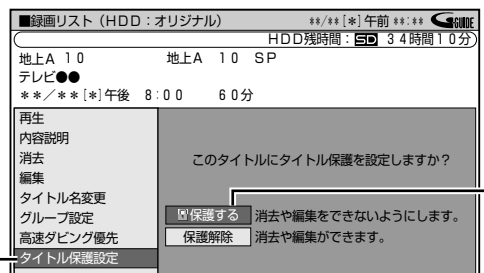 ■録画リスト（HDD：オリジナル） **/**[*]午前**:** GGUIDE
HDD残時間：SD 34時間10分
地上A 10 地上A 10 SP
テレビ●●
**/**[*]午後 8:00 60分
再生
内容説明
消去
編集
タイトル名変更
グループ設定
高速ダビング優先
タイトル保護設定
このタイトルにタイトル保護を設定しますか？
保護する 消去や編集をできないようにします。
保護解除 消去や編集ができます。